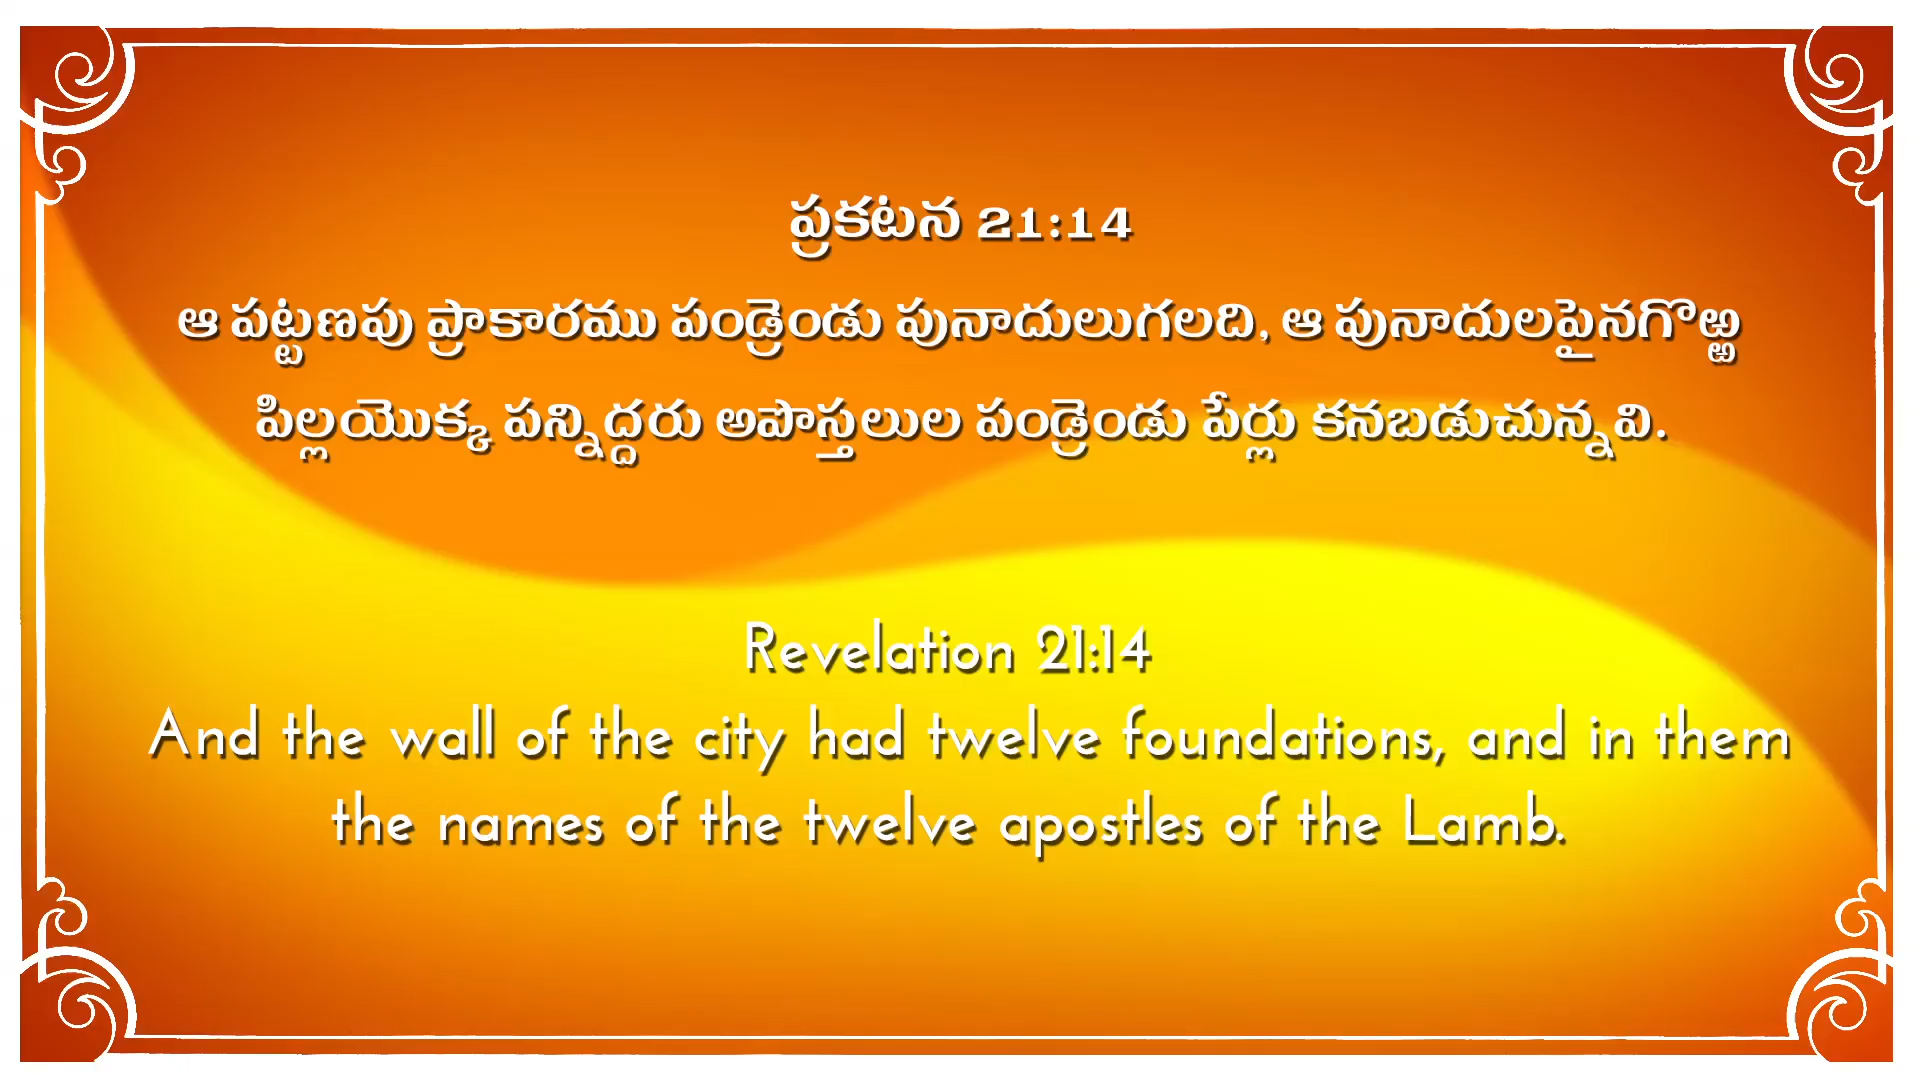 ప్రకటన 21:14
ఆ పట్టణపు ప్రాకారము పండ్రెండు పునాదులుగలది, ఆ పునాదులపైనగొఱ్ఱ
పిల్లయొక్క పన్నిద్దరు అపొస్తలుల పండ్రెండు పేర్లు కనబడుచున్నవి.
Revelation 21:14
And the wall of the city had twelve foundations, and in them
the names of the twelve apostles of the Lamb.